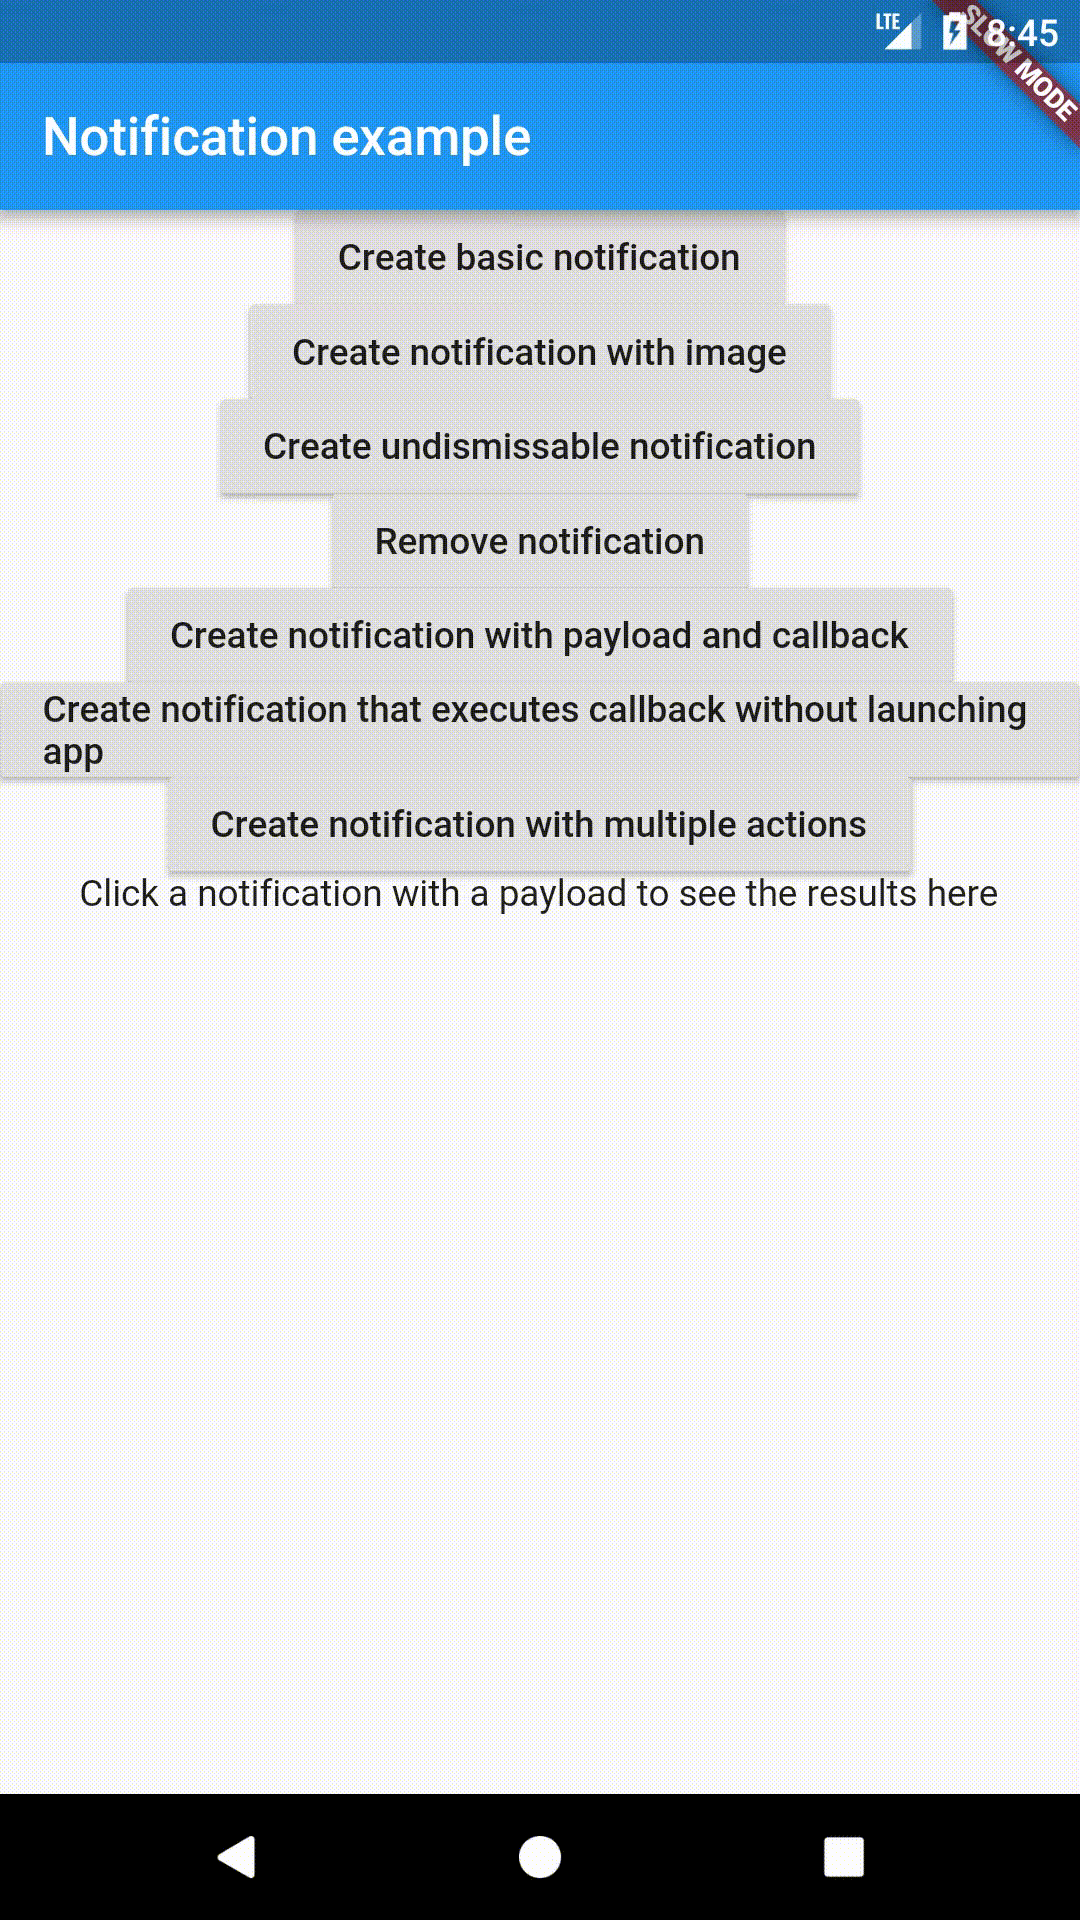 LTE 8:45
SLOW MODE
Notification example
Create basic notification
Create notification with image
Create undismissable notification
Remove notification
Create notification with payload and callback
Create notification that executes callback without launching
app
Create notification with multiple actions
Click a notification with a payload to see the results here